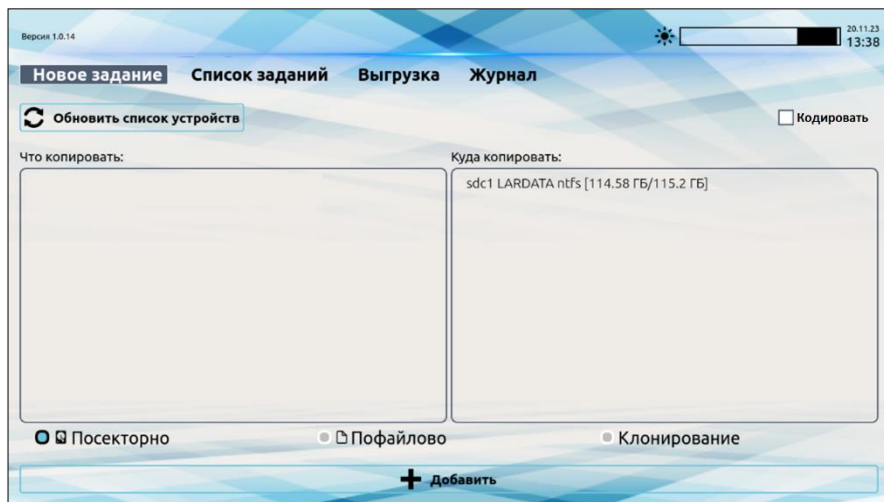 Версия 1.0.14
20.11.23
13:38
Новое задание Список заданий Выгрузка Журнал
Обновить список устройств
Кодировать
Что копировать:
Куда копировать:
sdc1 LARDATA ntfs [114.58 ГБ/115.2 ГБ]
Посекторно Пофайлово Клонирование
Добавить